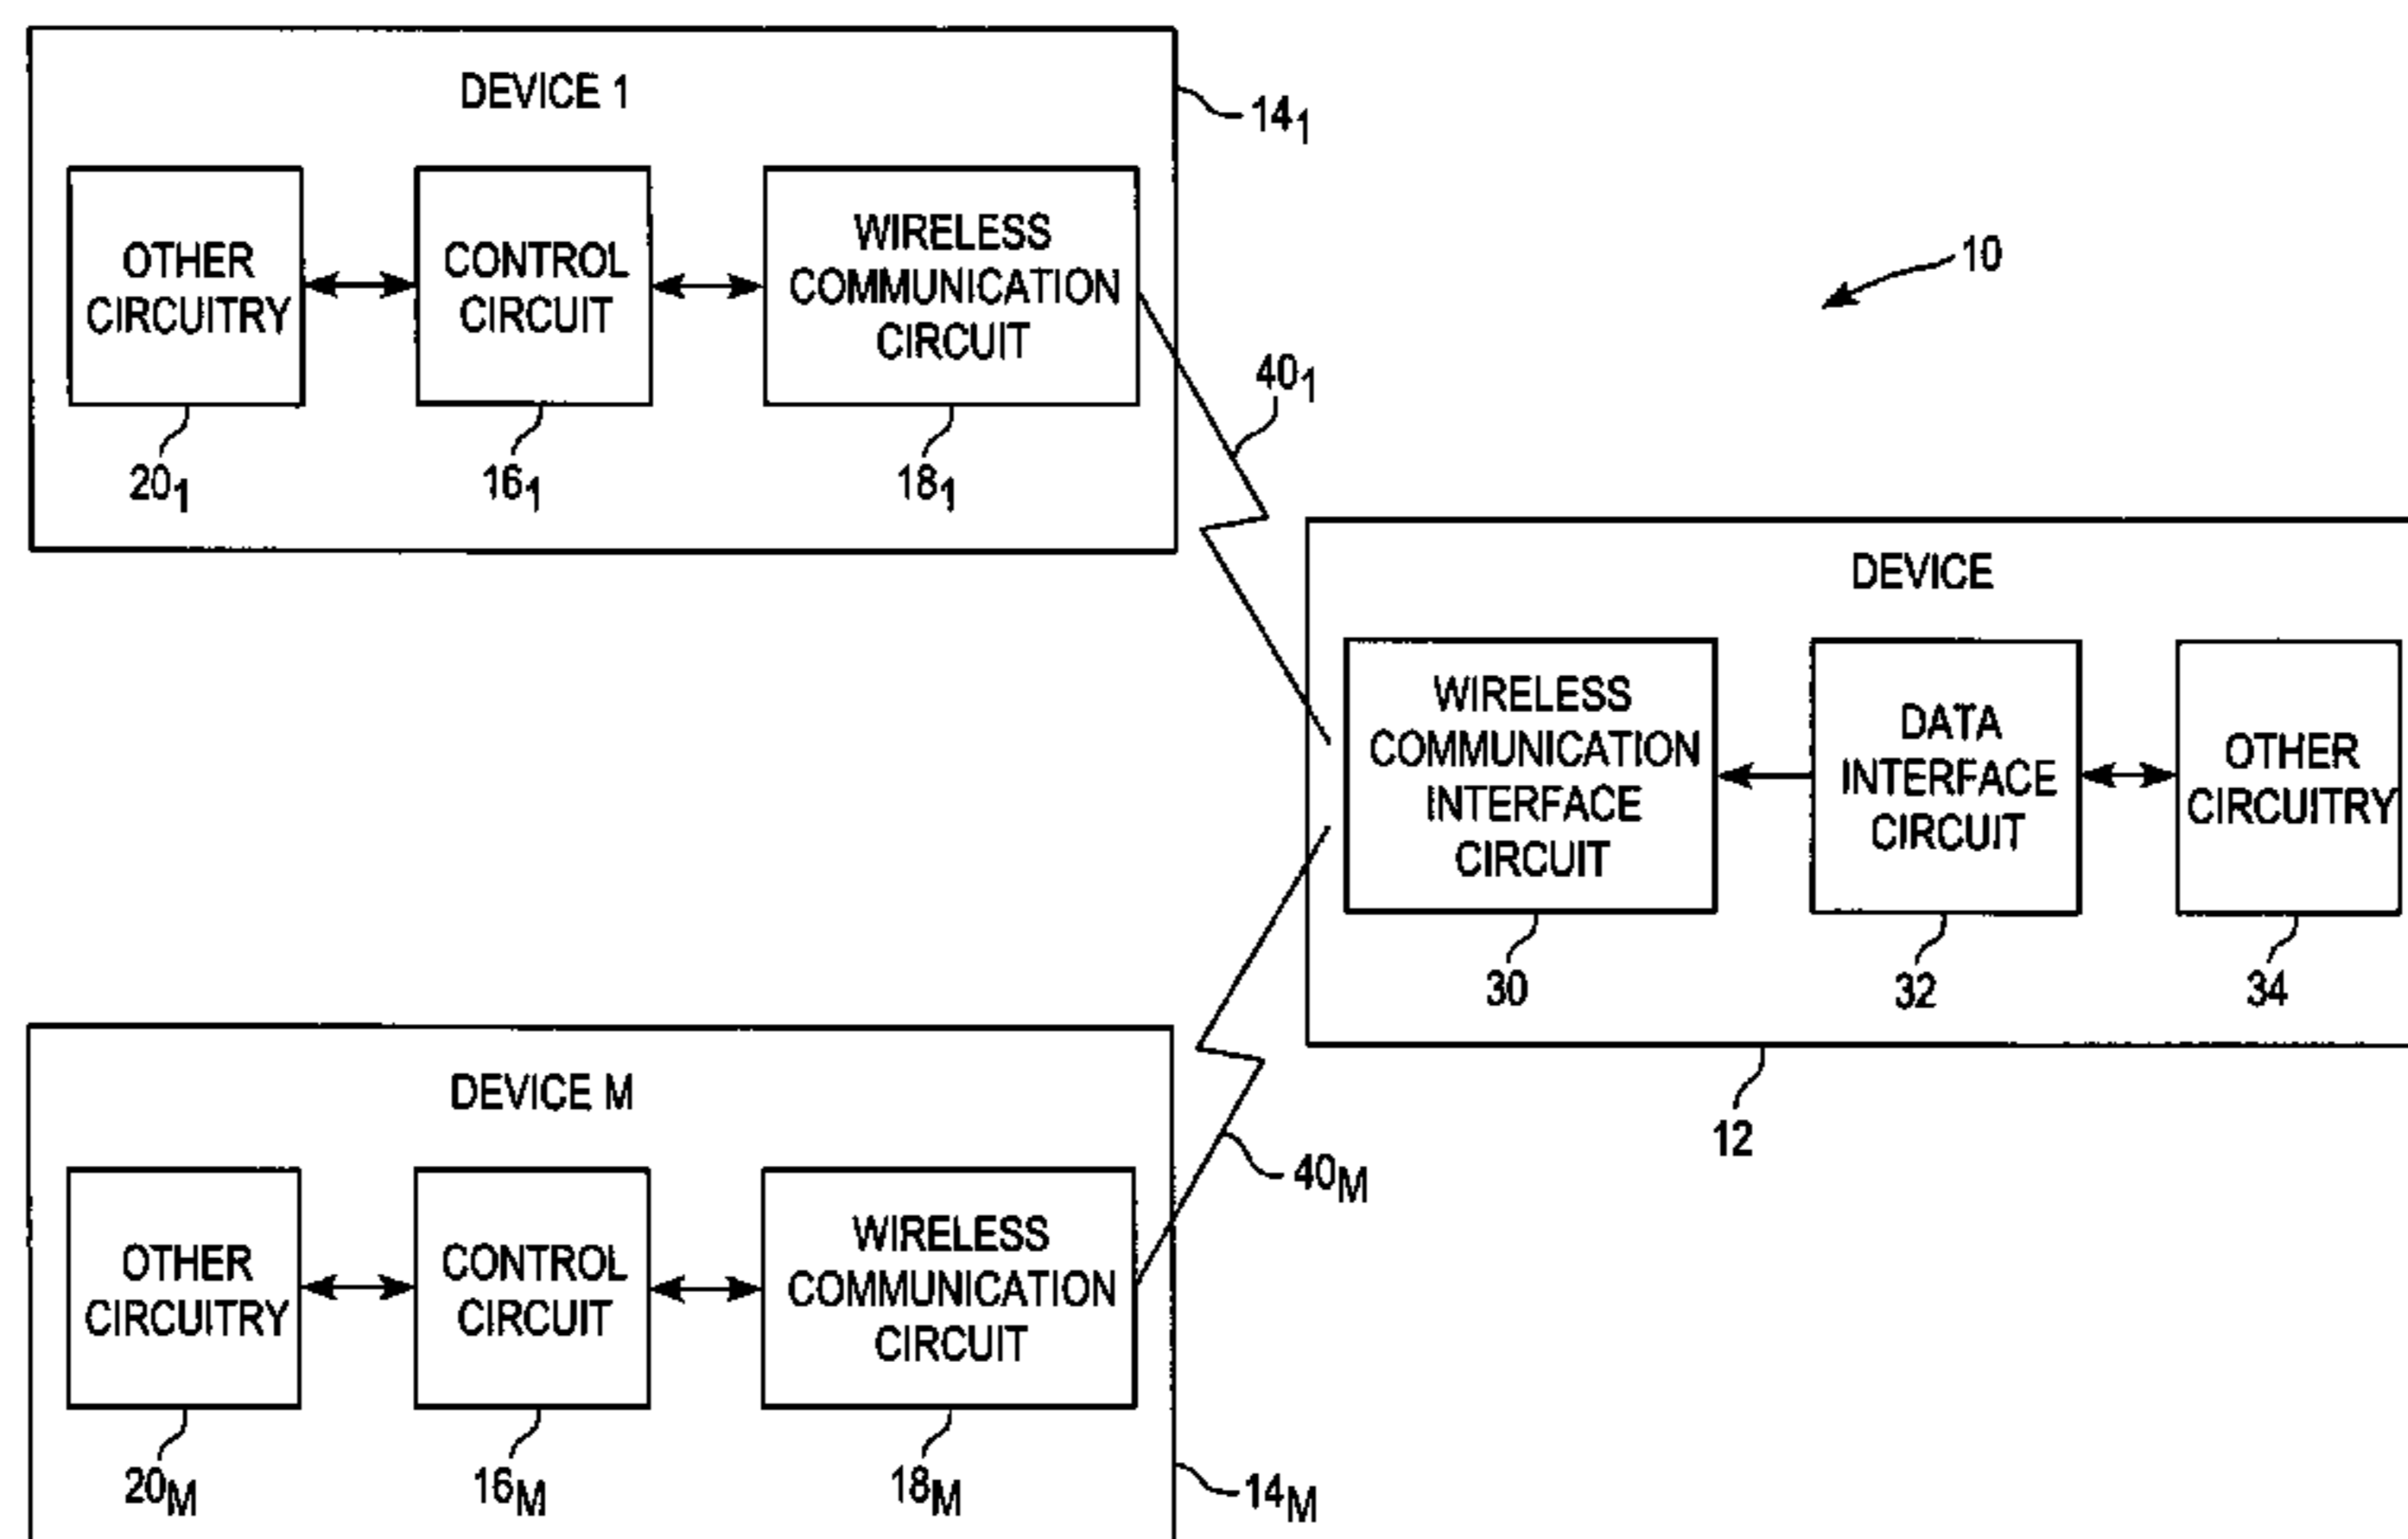 DEVICE 1
14₁
OTHER
CIRCUITRY
CONTROL
CIRCUIT
WIRELESS
COMMUNICATION
CIRCUIT
20₁
16₁
18₁
10
40₁
DEVICE
WIRELESS
COMMUNICATION
INTERFACE
CIRCUIT
DATA
INTERFACE
CIRCUIT
OTHER
CIRCUITRY
30
32
34
12
DEVICE M
40M
OTHER
CIRCUITRY
CONTROL
CIRCUIT
WIRELESS
COMMUNICATION
CIRCUIT
20M
16M
18M
14M